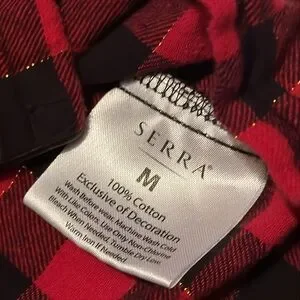 SERRA®
M
100% Cotton
Exclusive of Decoration
Wash Before wear. Machine Wash Cold
With Like Colors. Use Only Non-Chlorine
Bleach When Needed. Tumble Dry Low.
Warm Iron If Needed